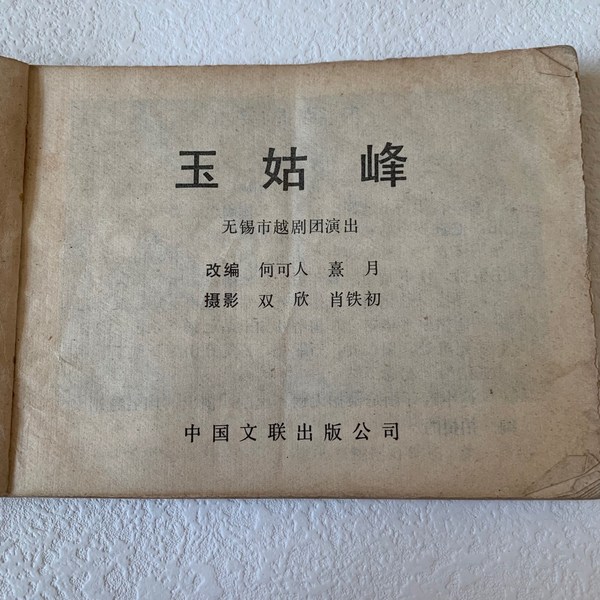 玉姑峰
无锡市越剧团演出
改编 何可人 熹 月
摄影 双 欣 肖铁初
中国文联出版公司